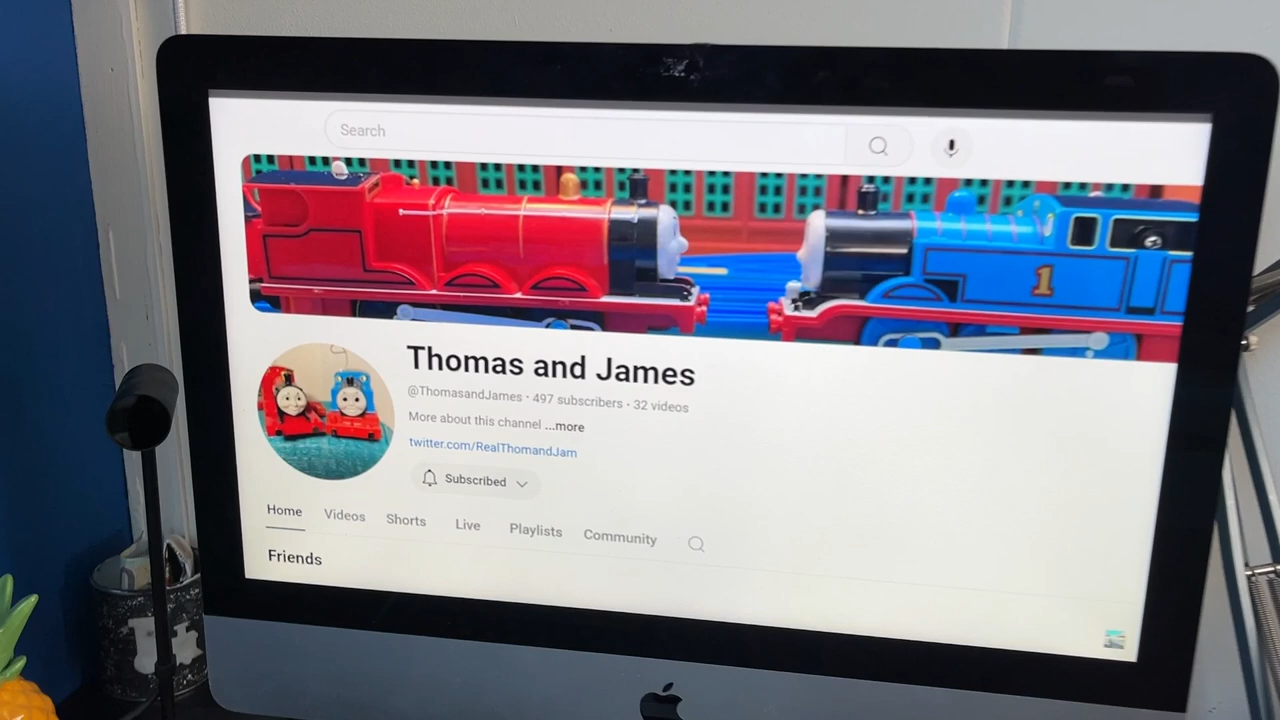 Search
1
Thomas and James
@ThomasandJames · 497 subscribers · 32 videos
More about this channel ...more
twitter.com/RealThomandJam
Subscribed
Home Videos Shorts Live Playlists Community
Friends